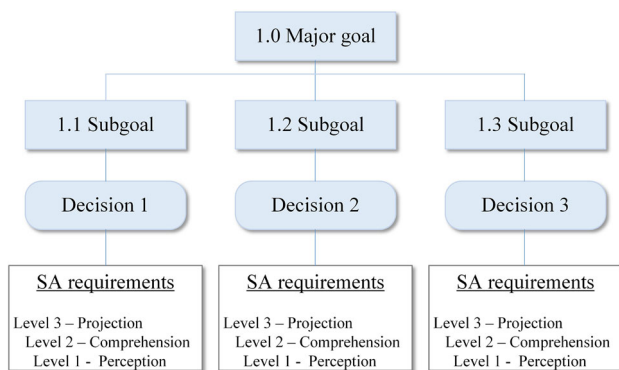 1.0 Major goal
1.1 Subgoal
1.2 Subgoal
1.3 Subgoal
Decision 1
Decision 2
Decision 3
SA requirements
Level 3 – Projection
Level 2 – Comprehension
Level 1 - Perception
SA requirements
Level 3 – Projection
Level 2 – Comprehension
Level 1 - Perception
SA requirements
Level 3 – Projection
Level 2 – Comprehension
Level 1 - Perception